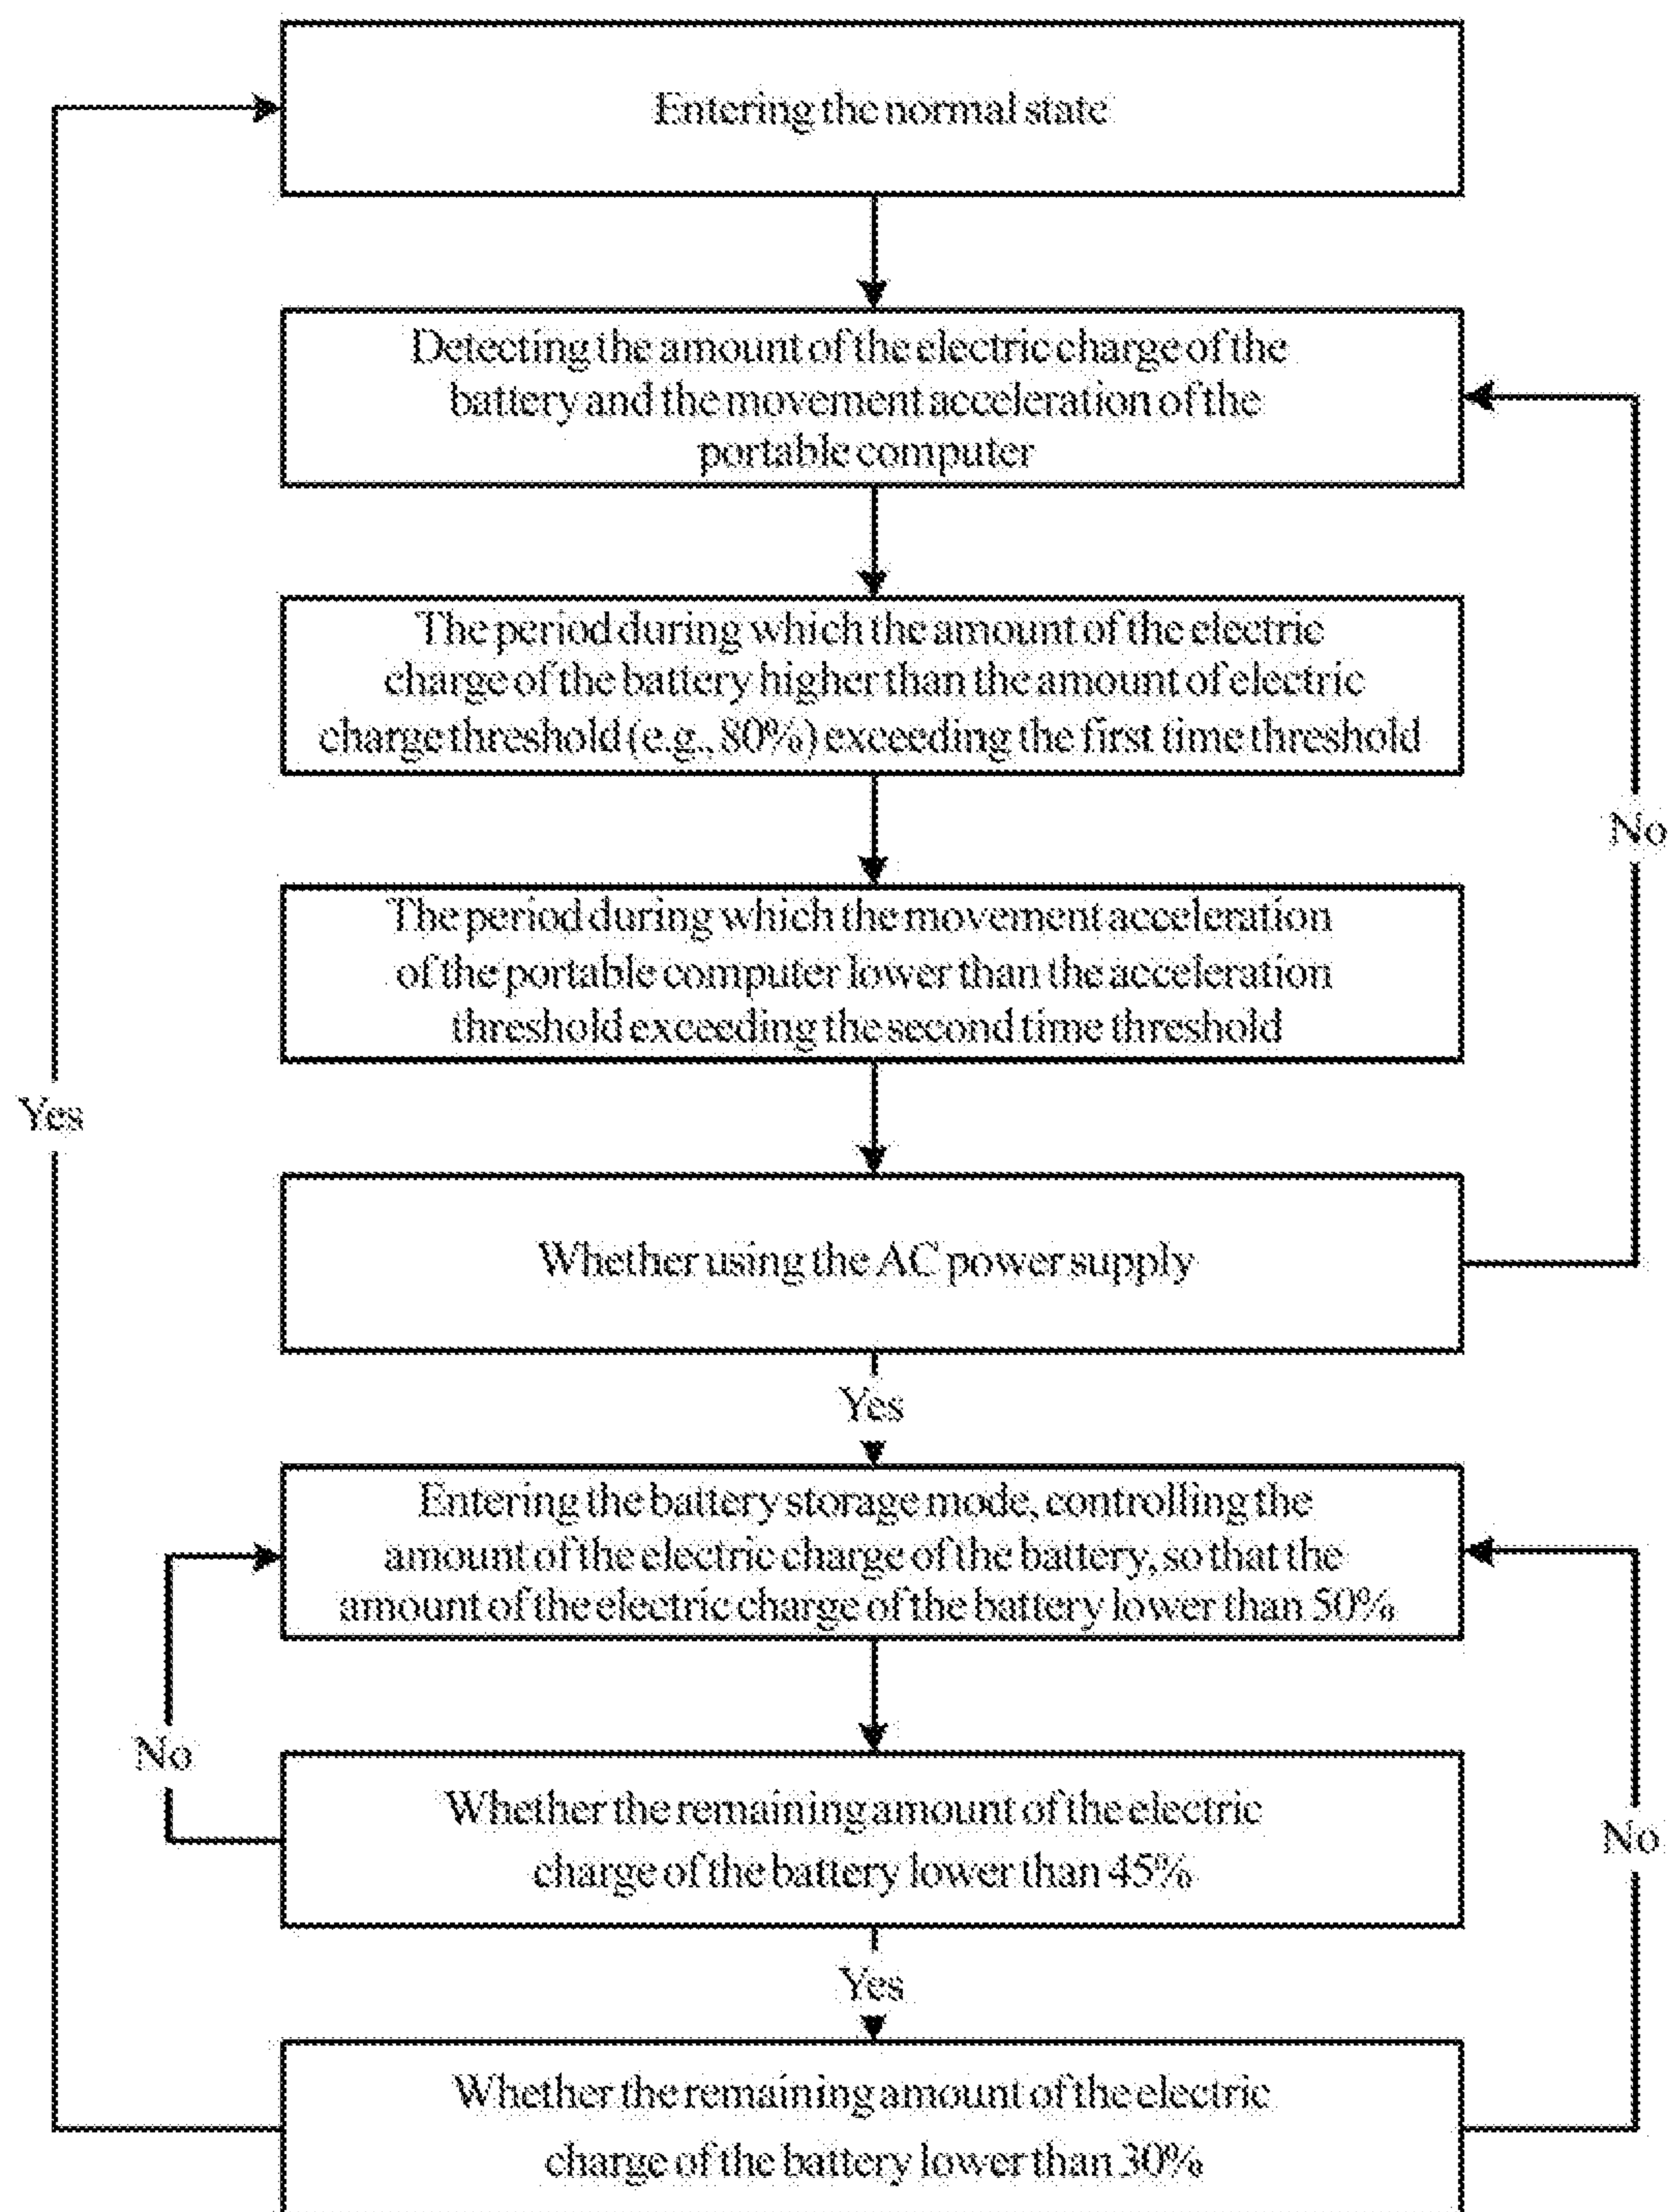 Entering the normal state
Detecting the amount of the electric charge of the
battery and the movement acceleration of the
portable computer
The period during which the amount of the electric
charge of the battery higher than the amount of electric
charge threshold (e.g., 80%) exceeding the first time threshold
No
The period during which the movement acceleration
of the portable computer lower than the acceleration
threshold exceeding the second time threshold
Yes
Whether using the AC power supply
Yes
Entering the battery storage mode, controlling the
amount of the electric charge of the battery, so that the
amount of the electric charge of the battery lower than 50%
No
Whether the remaining amount of the electric
charge of the battery lower than 45%
No
Yes
Whether the remaining amount of the electric
charge of the battery lower than 30%